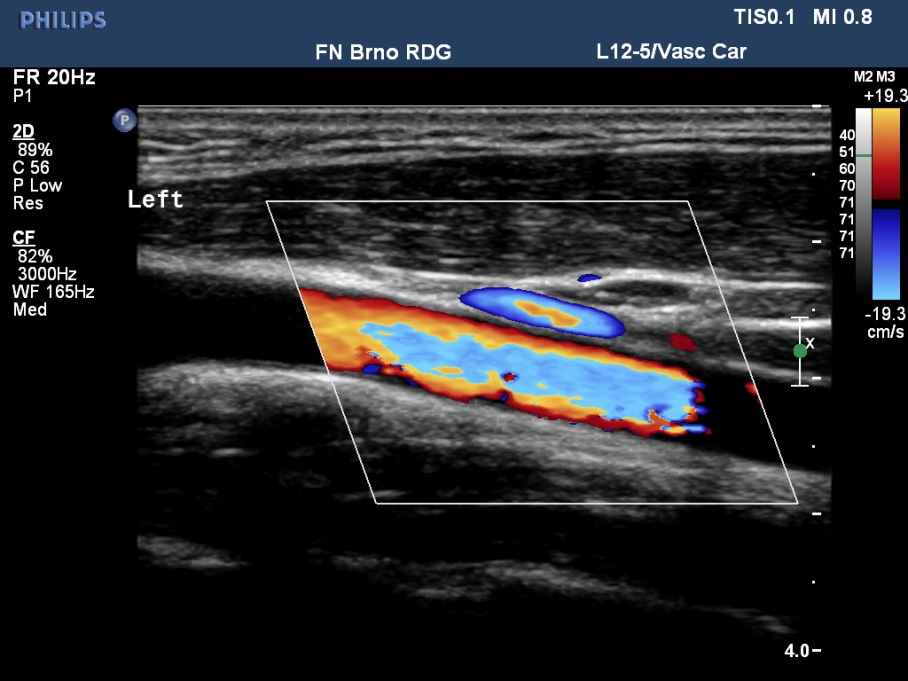 PHILIPS
TIS0.1 MI 0.8
FN Brno RDG
L12-5/Vasc Car
FR 20Hz
P1
2D
89%
C 56
P Low
Res
CF
82%
3000Hz
WF 165Hz
Med
P
Left
M2 M3
+19.3
40
51
60
70
71
71
71
71
-19.3
cm/s
x
4.0